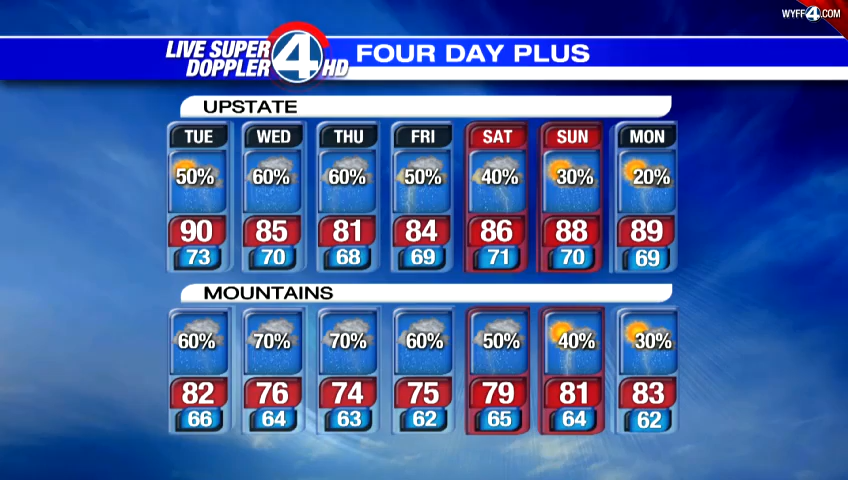 WYFF4.COM
LIVE SUPER
DOPPLER 4 HD
FOUR DAY PLUS
UPSTATE
TUE WED THU FRI SAT SUN MON
50% 60% 60% 50% 40% 30% 20%
90 85 81 84 86 88 89
73 70 68 69 71 70 69
MOUNTAINS
60% 70% 70% 60% 50% 40% 30%
82 76 74 75 79 81 83
66 64 63 62 65 64 62